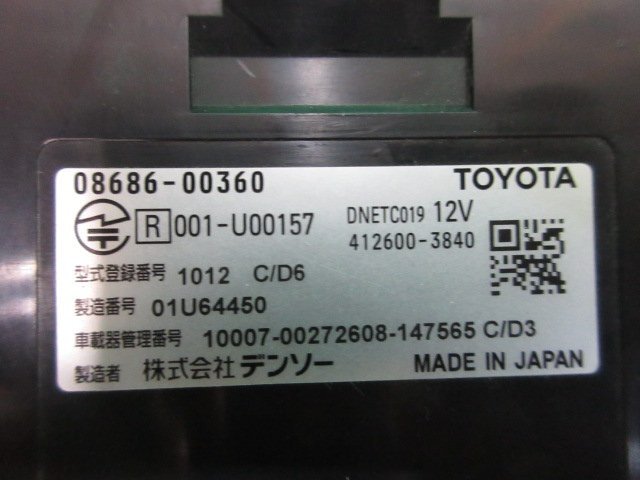 08686-00360 TOYOTA
R 001-U00157 DNETC019 12V
412600-3840
型式登録番号 1012 C/D6
製造番号 01U64450
車載器管理番号 10007-00272608-147565 C/D3
製造者 株式会社 デンソー MADE IN JAPAN